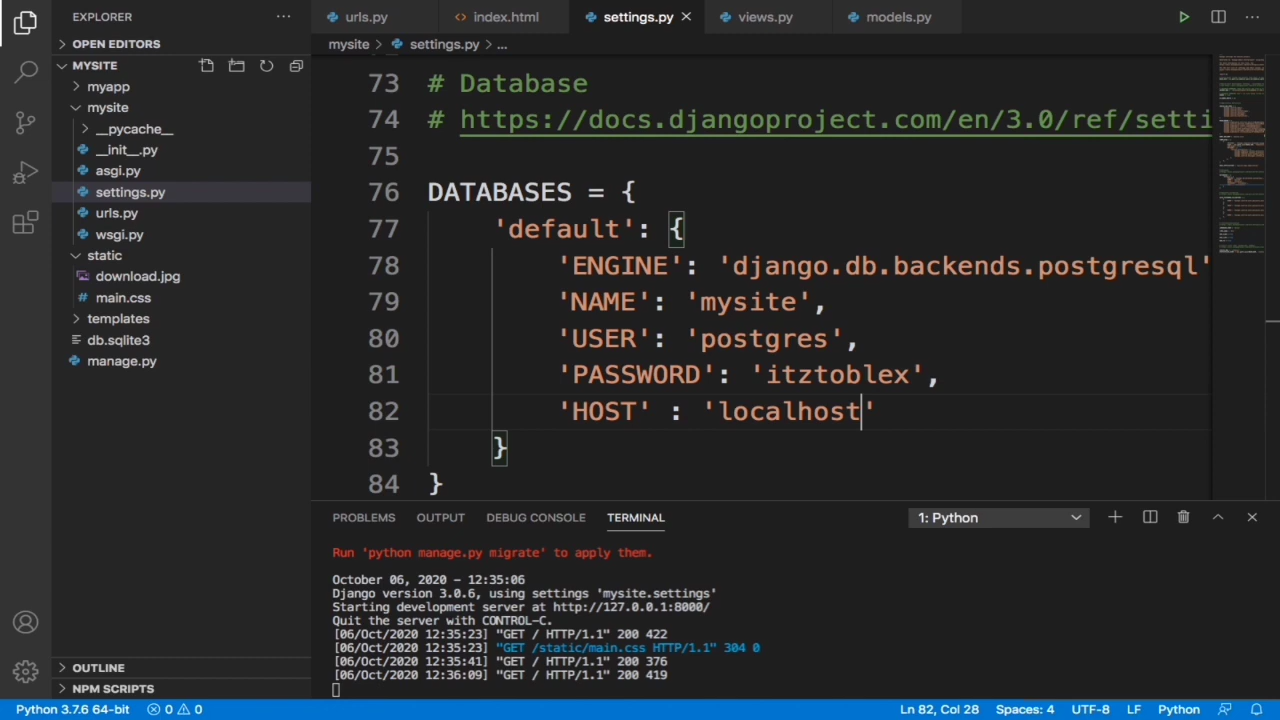 EXPLORER
urls.py
index.html
settings.py
views.py
models.py
OPEN EDITORS
mysite > settings.py > ...
MYSITE
myapp
mysite
__pycache__
__init__.py
asgi.py
settings.py
urls.py
wsgi.py
static
download.jpg
main.css
templates
db.sqlite3
manage.py
OUTLINE
NPM SCRIPTS
73 # Database
74 # https://docs.djangoproject.com/en/3.0/ref/setti
75
76 DATABASES = {
77 'default': {
78 'ENGINE': 'django.db.backends.postgresql'
79 'NAME': 'mysite',
80 'USER': 'postgres',
81 'PASSWORD': 'itztoblex',
82 'HOST' : 'localhost'
83 }
84 }
PROBLEMS OUTPUT DEBUG CONSOLE TERMINAL
1: Python
Run 'python manage.py migrate' to apply them.
October 06, 2020 - 12:35:06
Django version 3.0.6, using settings 'mysite.settings'
Starting development server at http://127.0.0.1:8000/
Quit the server with CONTROL-C.
[06/Oct/2020 12:35:23] "GET / HTTP/1.1" 200 422
[06/Oct/2020 12:35:23] "GET /static/main.css HTTP/1.1" 304 0
[06/Oct/2020 12:35:41] "GET / HTTP/1.1" 200 376
[06/Oct/2020 12:36:09] "GET / HTTP/1.1" 200 419
Python 3.7.6 64-bit 0 0 Ln 82, Col 28 Spaces: 4 UTF-8 LF Python